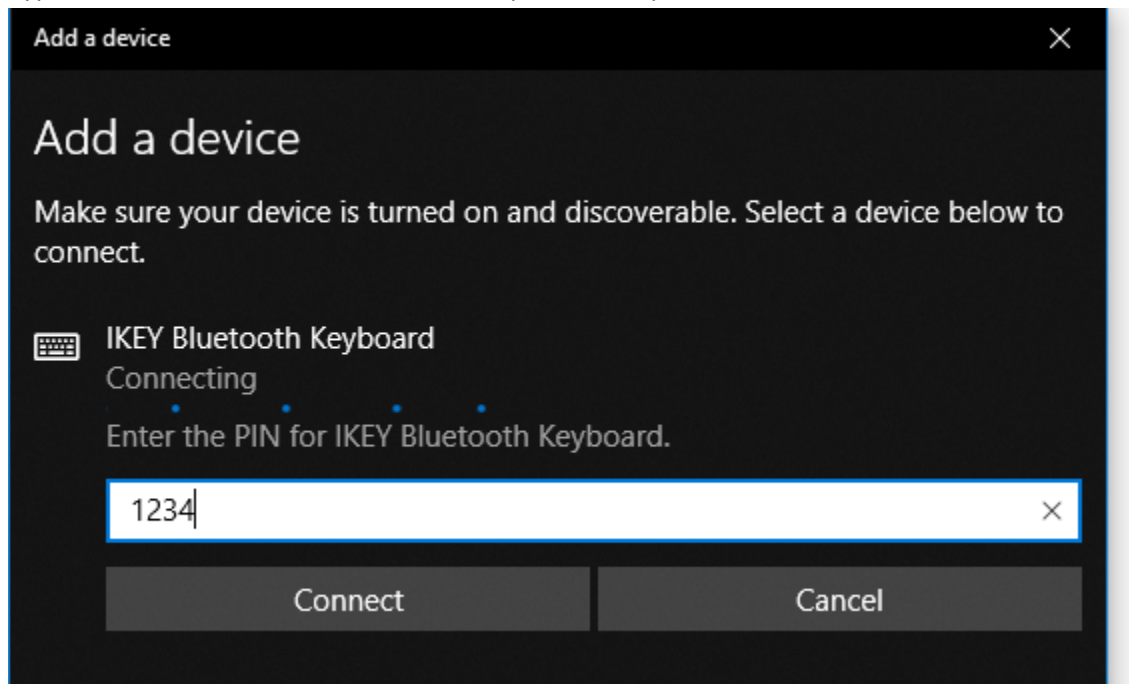 Add a device
Add a device
Make sure your device is turned on and discoverable. Select a device below to
connect.
IKEY Bluetooth Keyboard
Connecting
Enter the PIN for IKEY Bluetooth Keyboard.
1234
Connect Cancel